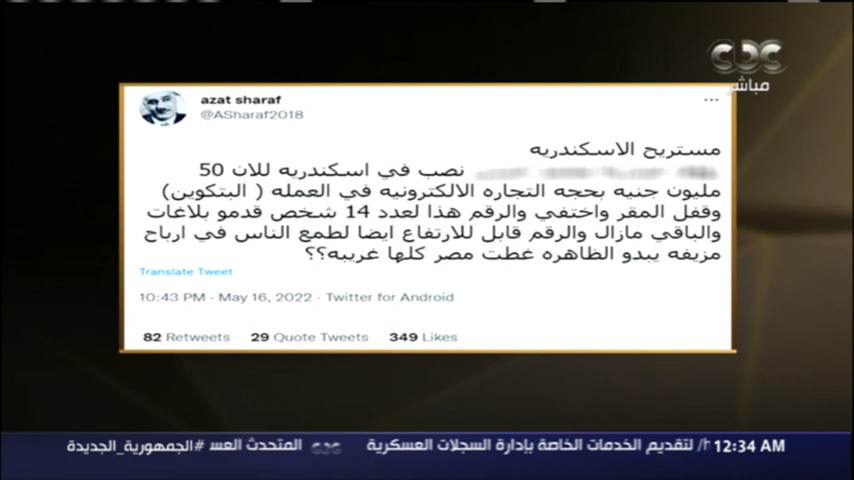 cbc
مباشر
azat sharaf
@ASharaf2018
مستريح الاسكندريه
نصب في اسكندريه للان 50
مليون جنيه بحجه التجاره الالكترونيه في العمله ( البتكوين)
وقفل المقر واختفي والرقم هذا لعدد 14 شخص قدمو بلاغات
والباقي مازال والرقم قابل للارتفاع ايضا لطمع الناس في ارباح
مزيفه يبدو الظاهره غطت مصر كلها غريبه؟؟
Translate Tweet
10:43 PM · May 16, 2022 · Twitter for Android
82 Retweets 29 Quote Tweets 349 Likes
12:34 AM
/h لتقديم الخدمات الخاصة بإدارة السجلات العسكرية cbc المتحدث العس #الجمهورية_الجديدة